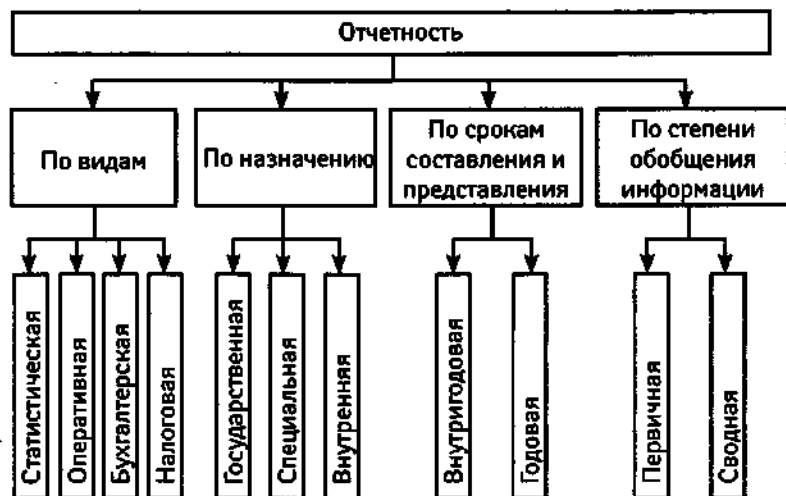 Отчетность
По видам
По назначению
По срокам
составления и
представления
По степени
обобщения
информации
Статистическая
Оперативная
Бухгалтерская
Налоговая
Государственная
Специальная
Внутренняя
Внутригодовая
Годовая
Первичная
Сводная